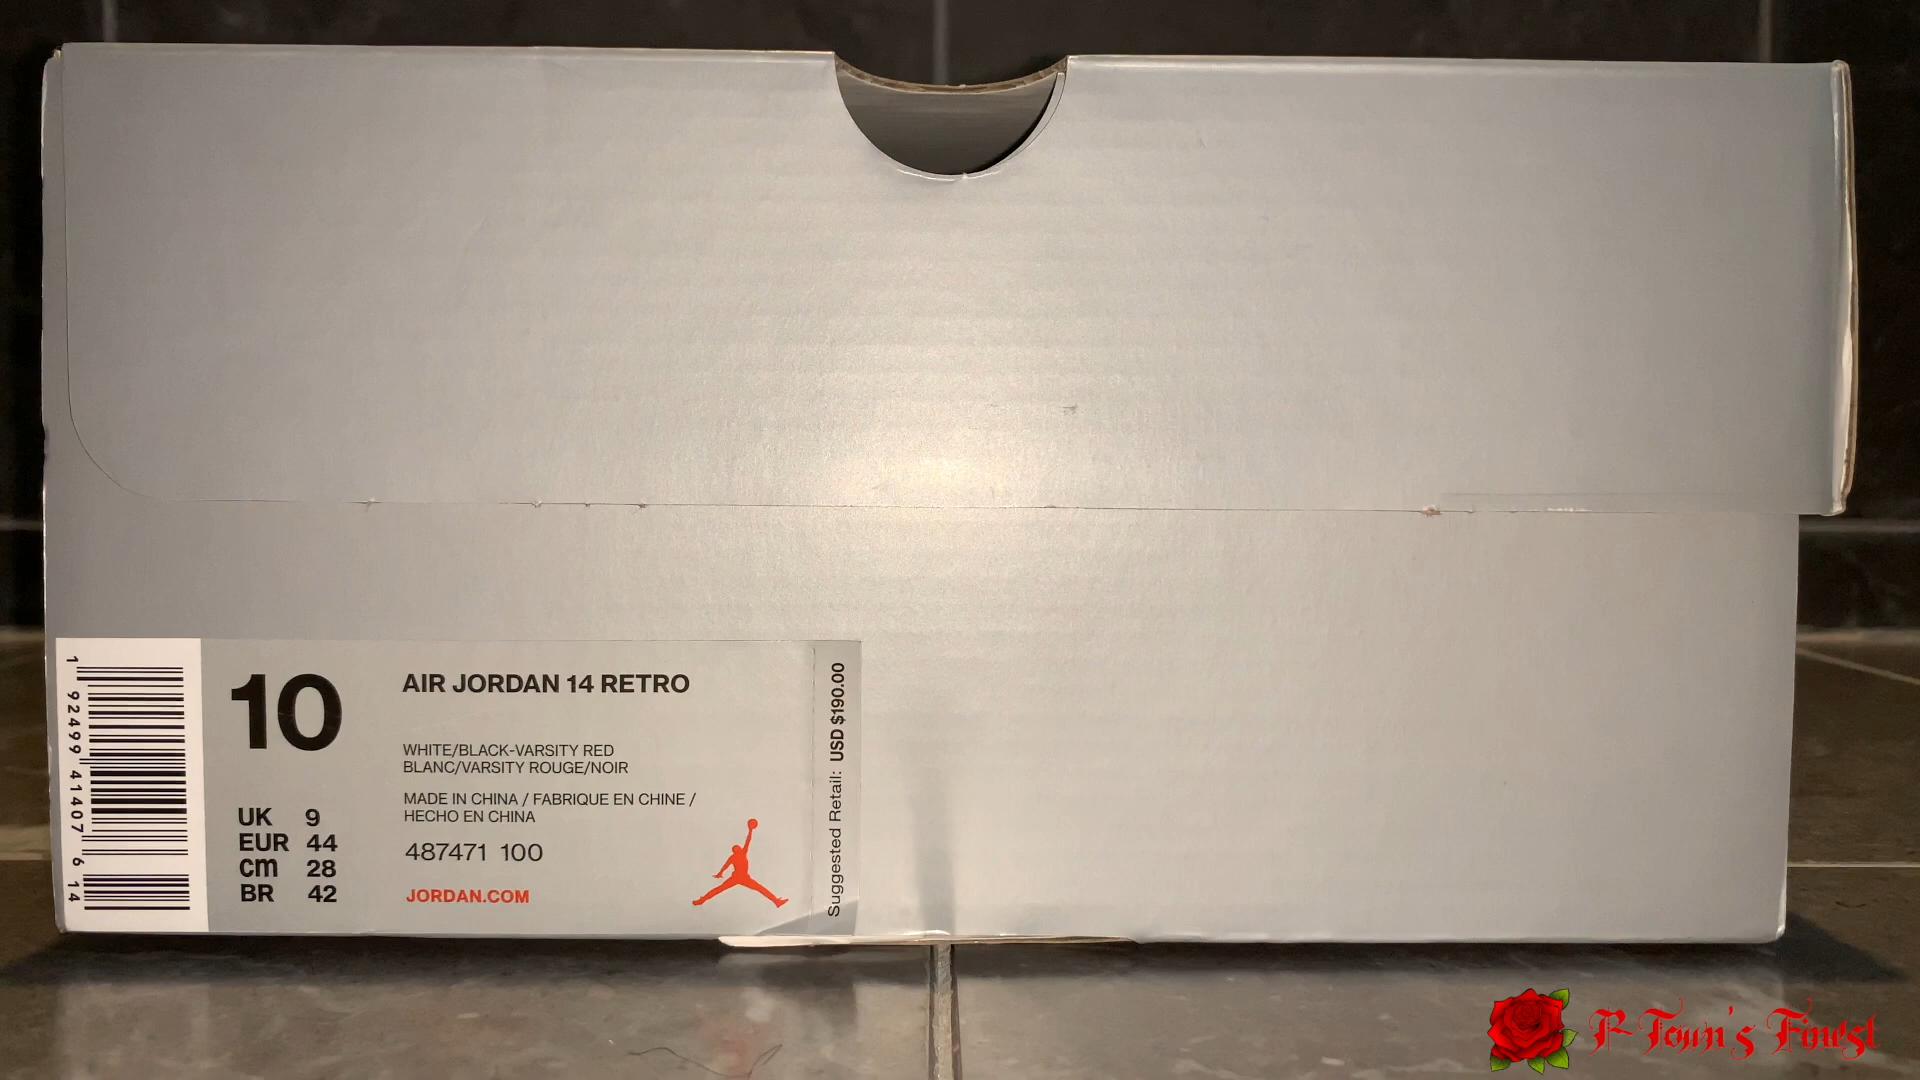 10
UK 9
EUR 44
cm 28
BR 42
AIR JORDAN 14 RETRO
WHITE/BLACK-VARSITY RED
BLANC/VARSITY ROUGE/NOIR
MADE IN CHINA / FABRIQUE EN CHINE /
HECHO EN CHINA
487471 100
JORDAN.COM
Suggested Retail: USD $190.00
1 92499 41407 6 14
P-Town's Finest